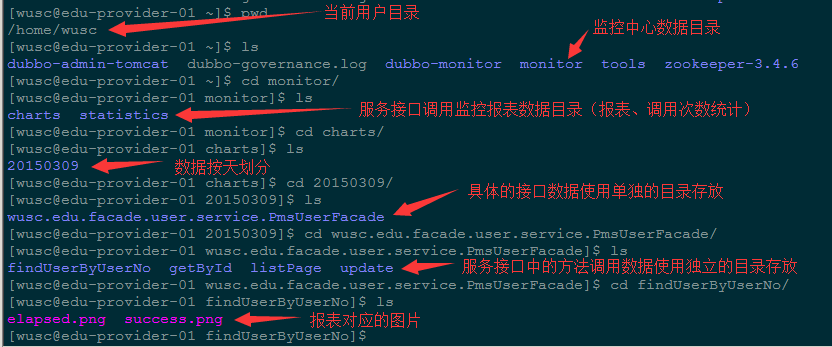 [wusc@edu-provider-01 ~]$ pwd
/home/wusc 当前用户目录
[wusc@edu-provider-01 ~]$ ls 监控中心数据目录
dubbo-admin-tomcat dubbo-governance.log dubbo-monitor monitor tools zookeeper-3.4.6
[wusc@edu-provider-01 ~]$ cd monitor/
[wusc@edu-provider-01 monitor]$ ls
charts statistics 服务接口调用监控报表数据目录（报表、调用次数统计）
[wusc@edu-provider-01 monitor]$ cd charts/
[wusc@edu-provider-01 charts]$ ls
20150309 数据按天划分
[wusc@edu-provider-01 charts]$ cd 20150309/
[wusc@edu-provider-01 20150309]$ ls 具体的接口数据使用单独的目录存放
wusc.edu.facade.user.service.PmsUserFacade
[wusc@edu-provider-01 20150309]$ cd wusc.edu.facade.user.service.PmsUserFacade/
[wusc@edu-provider-01 wusc.edu.facade.user.service.PmsUserFacade]$ ls
findUserByUserNo getById listPage update 服务接口中的方法调用数据使用独立的目录存放
[wusc@edu-provider-01 wusc.edu.facade.user.service.PmsUserFacade]$ cd findUserByUserNo/
[wusc@edu-provider-01 findUserByUserNo]$ ls
elapsed.png success.png 报表对应的图片
[wusc@edu-provider-01 findUserByUserNo]$